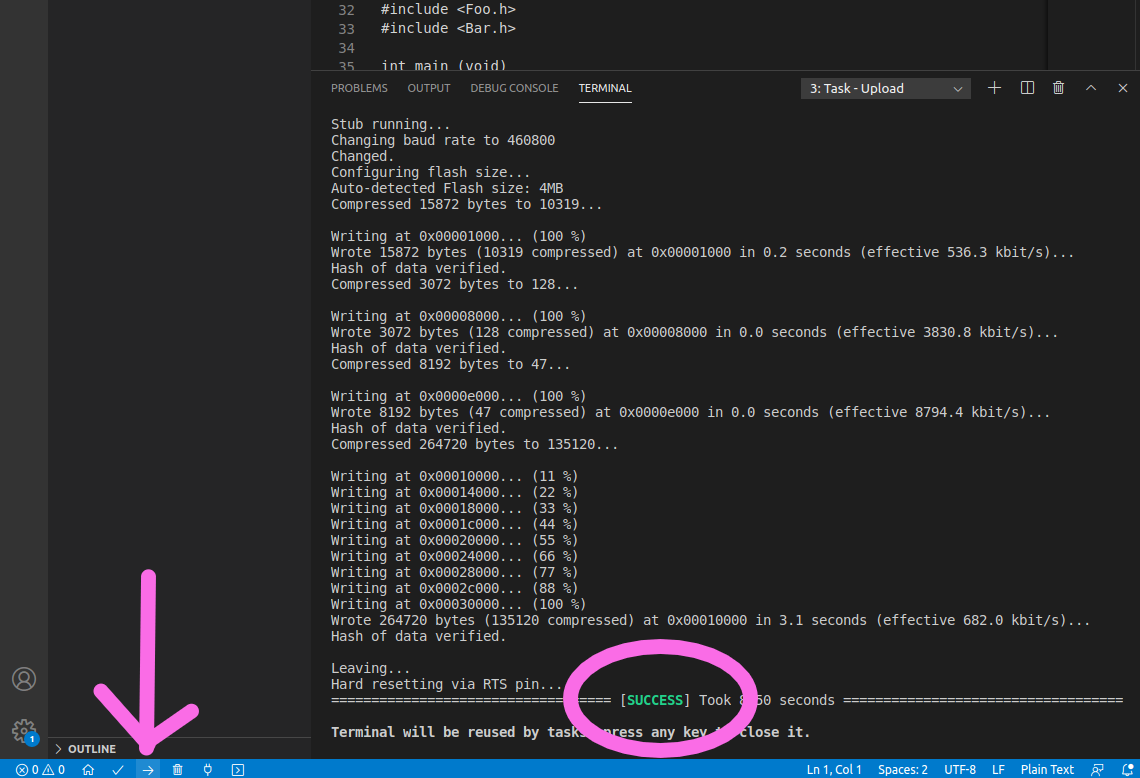 32 #include <Foo.h>
33 #include <Bar.h>
34
35 int main (void)
PROBLEMS OUTPUT DEBUG CONSOLE TERMINAL 3: Task - Upload
Stub running...
Changing baud rate to 460800
Changed.
Configuring flash size...
Auto-detected Flash size: 4MB
Compressed 15872 bytes to 10319...
Writing at 0x00001000... (100 %)
Wrote 15872 bytes (10319 compressed) at 0x00001000 in 0.2 seconds (effective 536.3 kbit/s)...
Hash of data verified.
Compressed 3072 bytes to 128...
Writing at 0x00008000... (100 %)
Wrote 3072 bytes (128 compressed) at 0x00008000 in 0.0 seconds (effective 3830.8 kbit/s)...
Hash of data verified.
Compressed 8192 bytes to 47...
Writing at 0x0000e000... (100 %)
Wrote 8192 bytes (47 compressed) at 0x0000e000 in 0.0 seconds (effective 8794.4 kbit/s)...
Hash of data verified.
Compressed 264720 bytes to 135120...
Writing at 0x00010000... (11 %)
Writing at 0x00014000... (22 %)
Writing at 0x00018000... (33 %)
Writing at 0x0001c000... (44 %)
Writing at 0x00020000... (55 %)
Writing at 0x00024000... (66 %)
Writing at 0x00028000... (77 %)
Writing at 0x0002c000... (88 %)
Writing at 0x00030000... (100 %)
Wrote 264720 bytes (135120 compressed) at 0x00010000 in 3.1 seconds (effective 682.0 kbit/s)...
Hash of data verified.
Leaving...
Hard resetting via RTS pin...
=================================== [SUCCESS] Took seconds ===================================
Terminal will be reused by tasks press any key close it.
1
OUTLINE
0 0 Ln 1, Col 1 Spaces: 2 UTF-8 LF Plain Text